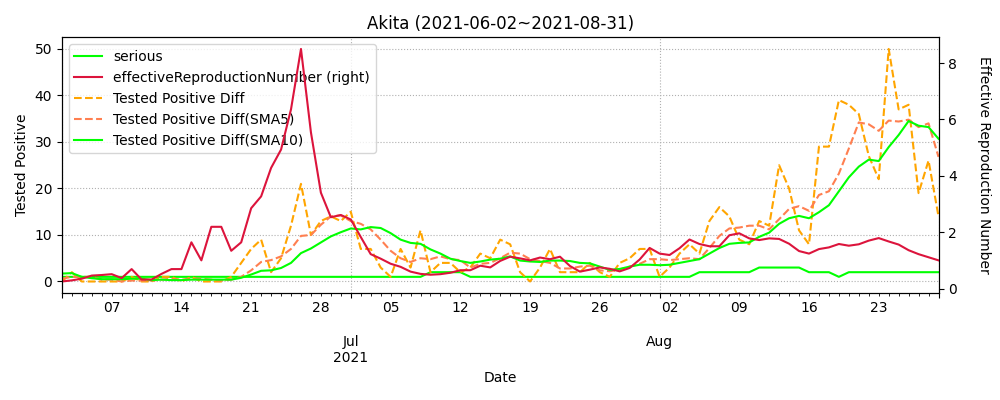 Akita (2021-06-02~2021-08-31)
serious
effectiveReproductionNumber (right)
Tested Positive Diff
Tested Positive Diff(SMA5)
Tested Positive Diff(SMA10)
Tested Positive
50
40
30
20
10
0
Effective Reproduction Number
8
6
4
2
0
07 14 21 28 05 12 19 26 02 09 16 23
Jul Aug
2021
Date